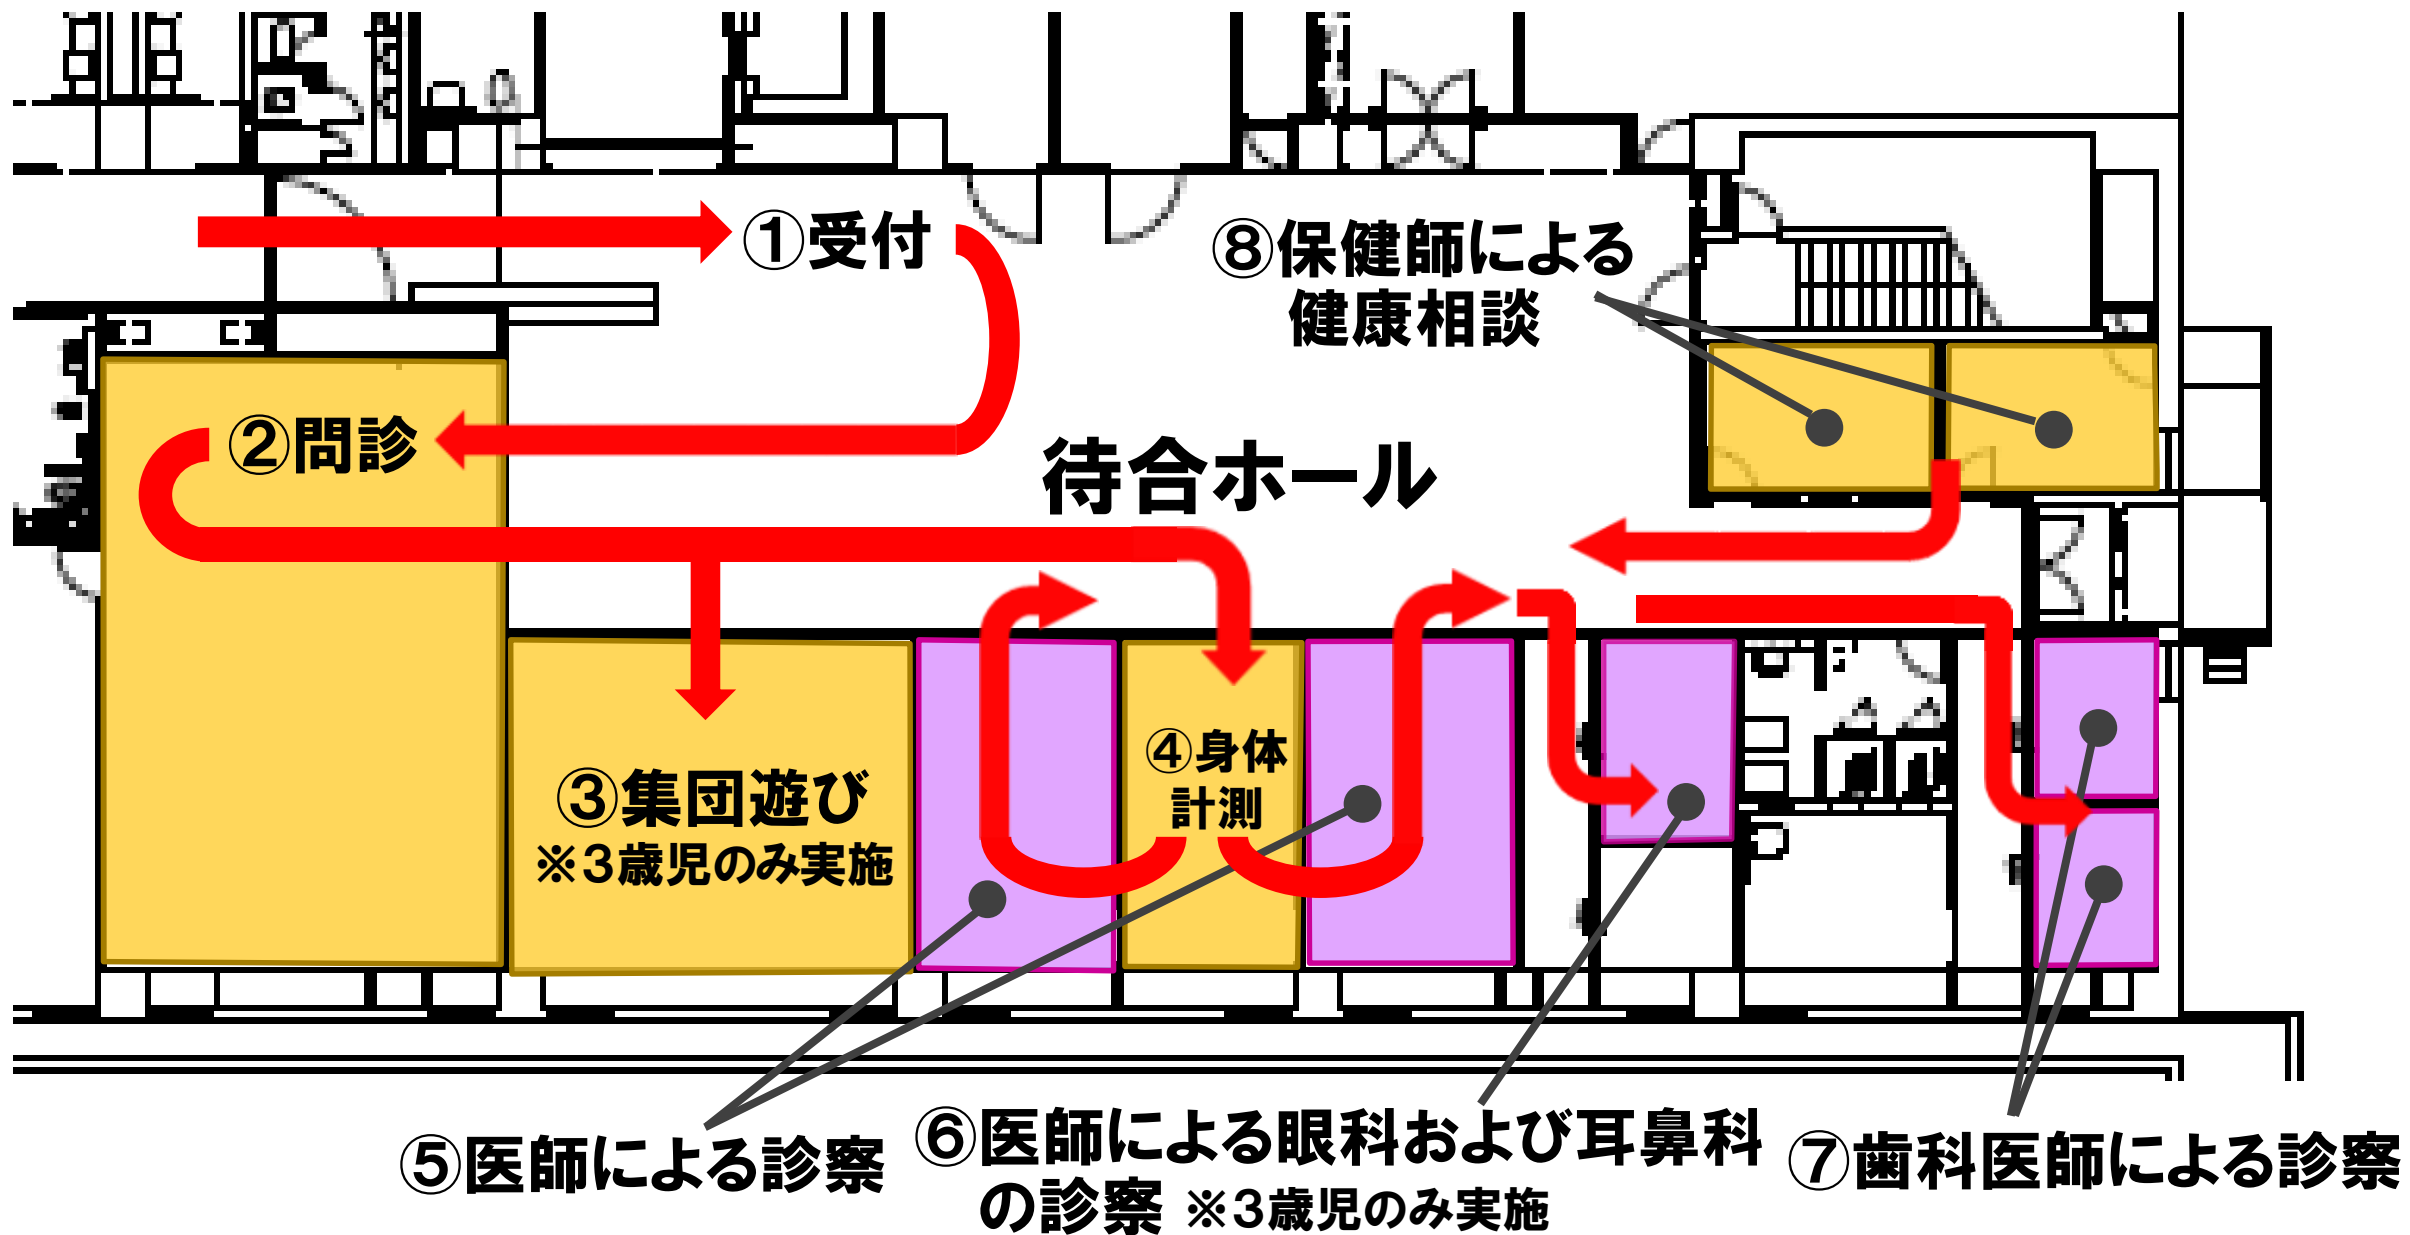 ①受付
⑧保健師による
健康相談
②問診
待合ホール
③集団遊び
※3歳児のみ実施
④身体
計測
⑤医師による診察
⑥医師による眼科および耳鼻科
の診察 ※3歳児のみ実施
⑦歯科医師による診察